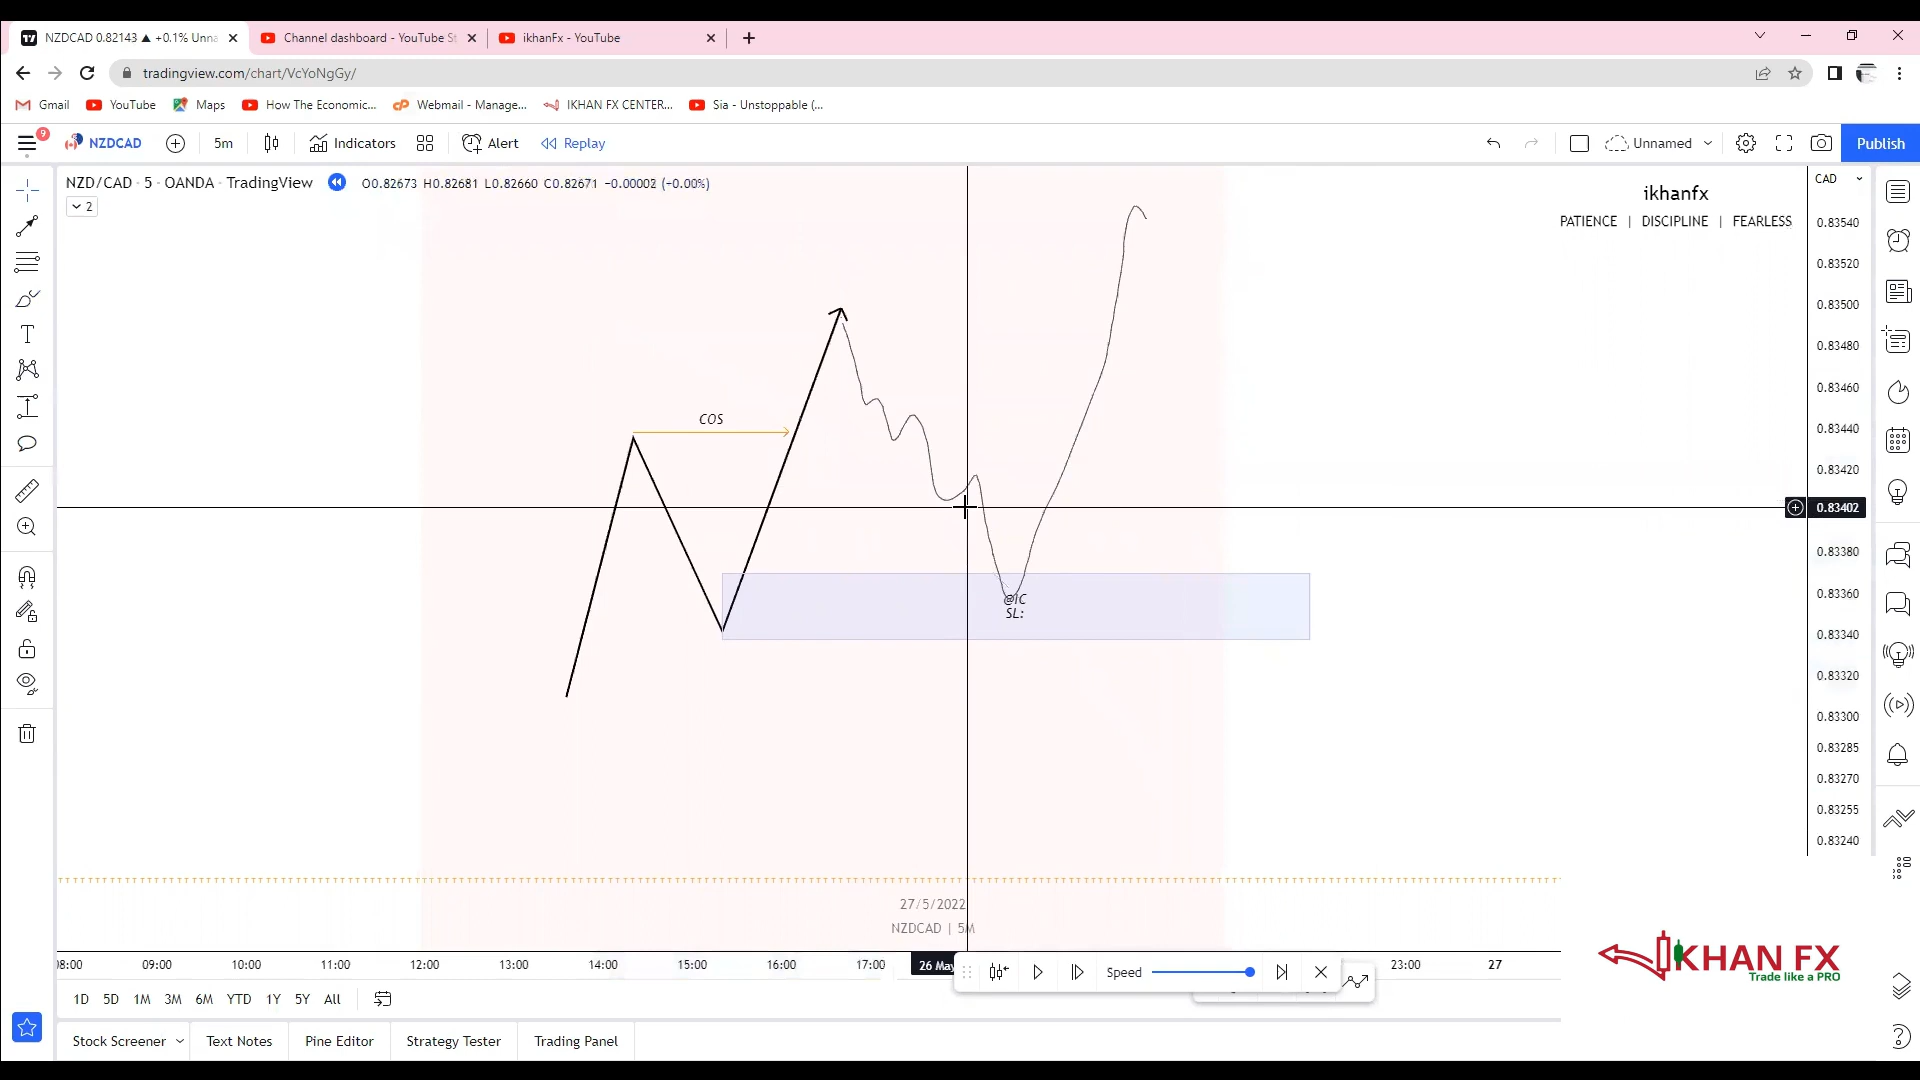 NZDCAD 0.82143 ▲ +0.1% Unna
Channel dashboard - YouTube St
ikhanFx - YouTube
tradingview.com/chart/VcYoNgGy/
Gmail
YouTube
Maps
How The Economic...
Webmail - Manage...
IKHAN FX CENTER...
Sia - Unstoppable (...
9
NZDCAD
5m
Indicators
Alert
Replay
Unnamed
Publish
NZD/CAD · 5 · OANDA · TradingView
O0.82673 H0.82681 L0.82660 C0.82671 −0.00002 (−0.00%)
2
ikhanfx
PATIENCE | DISCIPLINE | FEARLESS
CAD
0.83540
0.83520
0.83500
0.83480
0.83460
0.83440
0.83420
0.83402
0.83380
0.83360
0.83340
0.83320
0.83300
0.83285
0.83270
0.83255
0.83240
COS
@IC
SL:
27/5/2022
NZDCAD | 5M
08:00 09:00 10:00 11:00 12:00 13:00 14:00 15:00 16:00 17:00 26 May 23:00 27
Speed
KHAN FX
Trade like a PRO
1D 5D 1M 3M 6M YTD 1Y 5Y All
Stock Screener
Text Notes
Pine Editor
Strategy Tester
Trading Panel